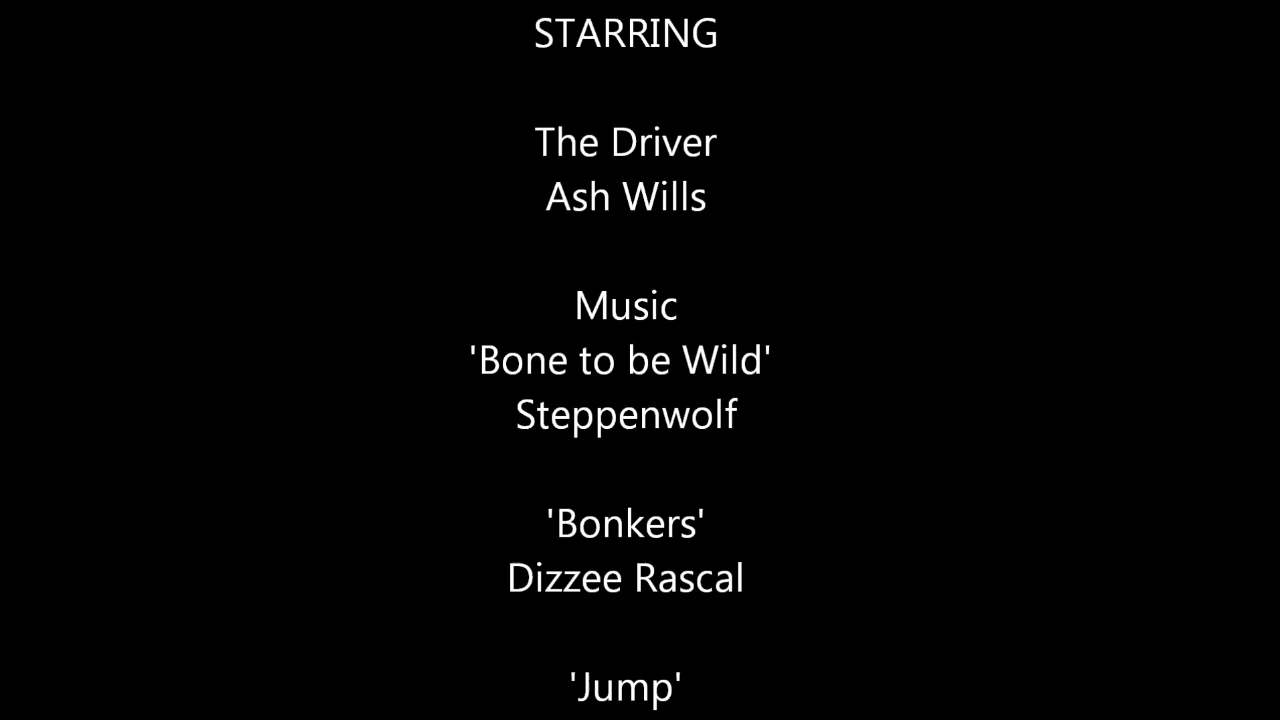 STARRING
The Driver
Ash Wills
Music
'Bone to be Wild'
Steppenwolf
'Bonkers'
Dizzee Rascal
'Jump'